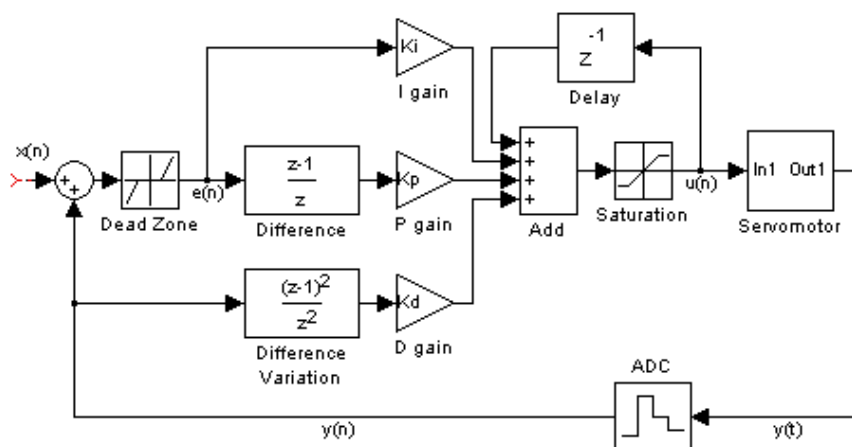 Ki
I gain
Z -1
Delay
x(n)
+
+
Dead Zone
e(n)
z-1
z
Difference
Kp
P gain
+
+
+
+
Add
Saturation
u(n)
In1 Out1
Servomotor
(z-1)2
z2
Difference
Variation
Kd
D gain
ADC
y(n)
y(t)